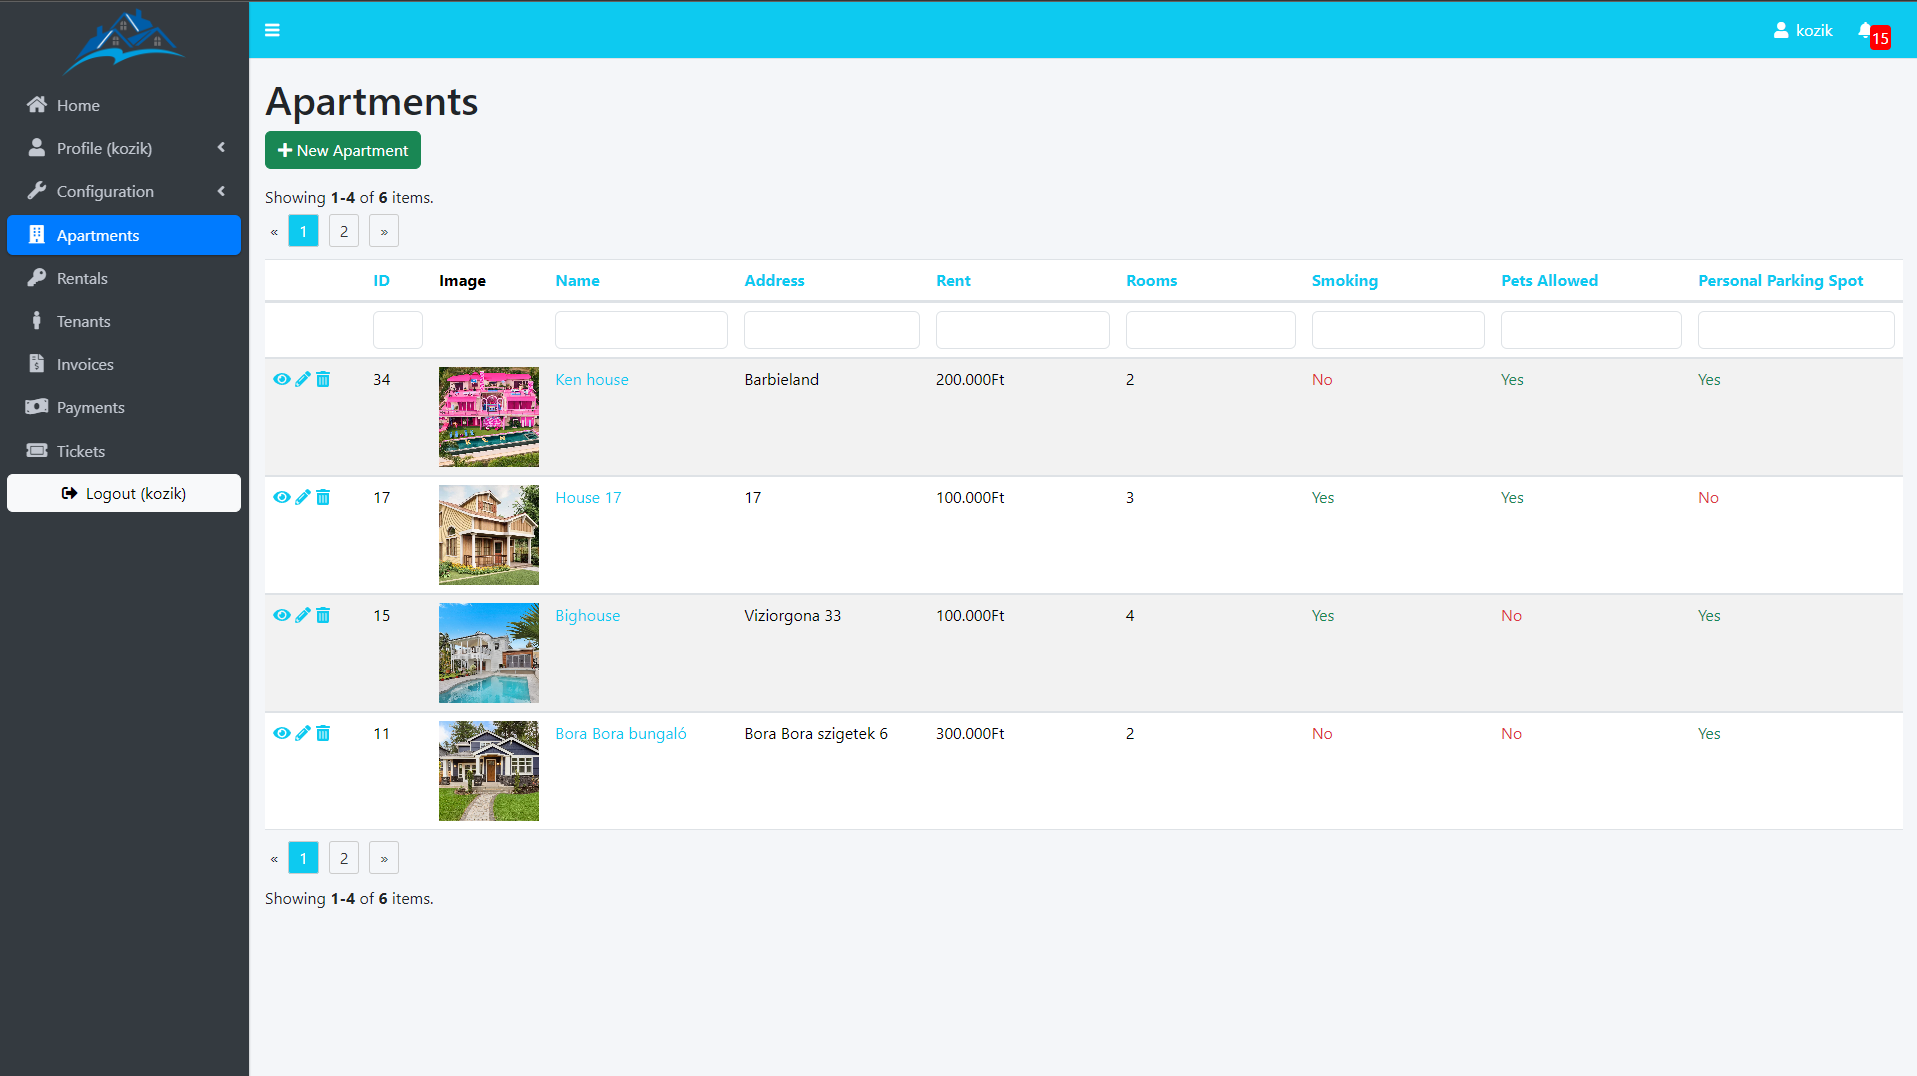 kozik
15
Home
Profile (kozik)
Configuration
Apartments
Rentals
Tenants
Invoices
Payments
Tickets
Logout (kozik)
Apartments
New Apartment
Showing 1-4 of 6 items.
« 1 2 »
ID Image Name Address Rent Rooms Smoking Pets Allowed Personal Parking Spot
34 Ken house Barbieland 200.000Ft 2 No Yes Yes
17 House 17 17 100.000Ft 3 Yes Yes No
15 Bighouse Viziorgona 33 100.000Ft 4 Yes No Yes
11 Bora Bora bungaló Bora Bora szigetek 6 300.000Ft 2 No No Yes
« 1 2 »
Showing 1-4 of 6 items.